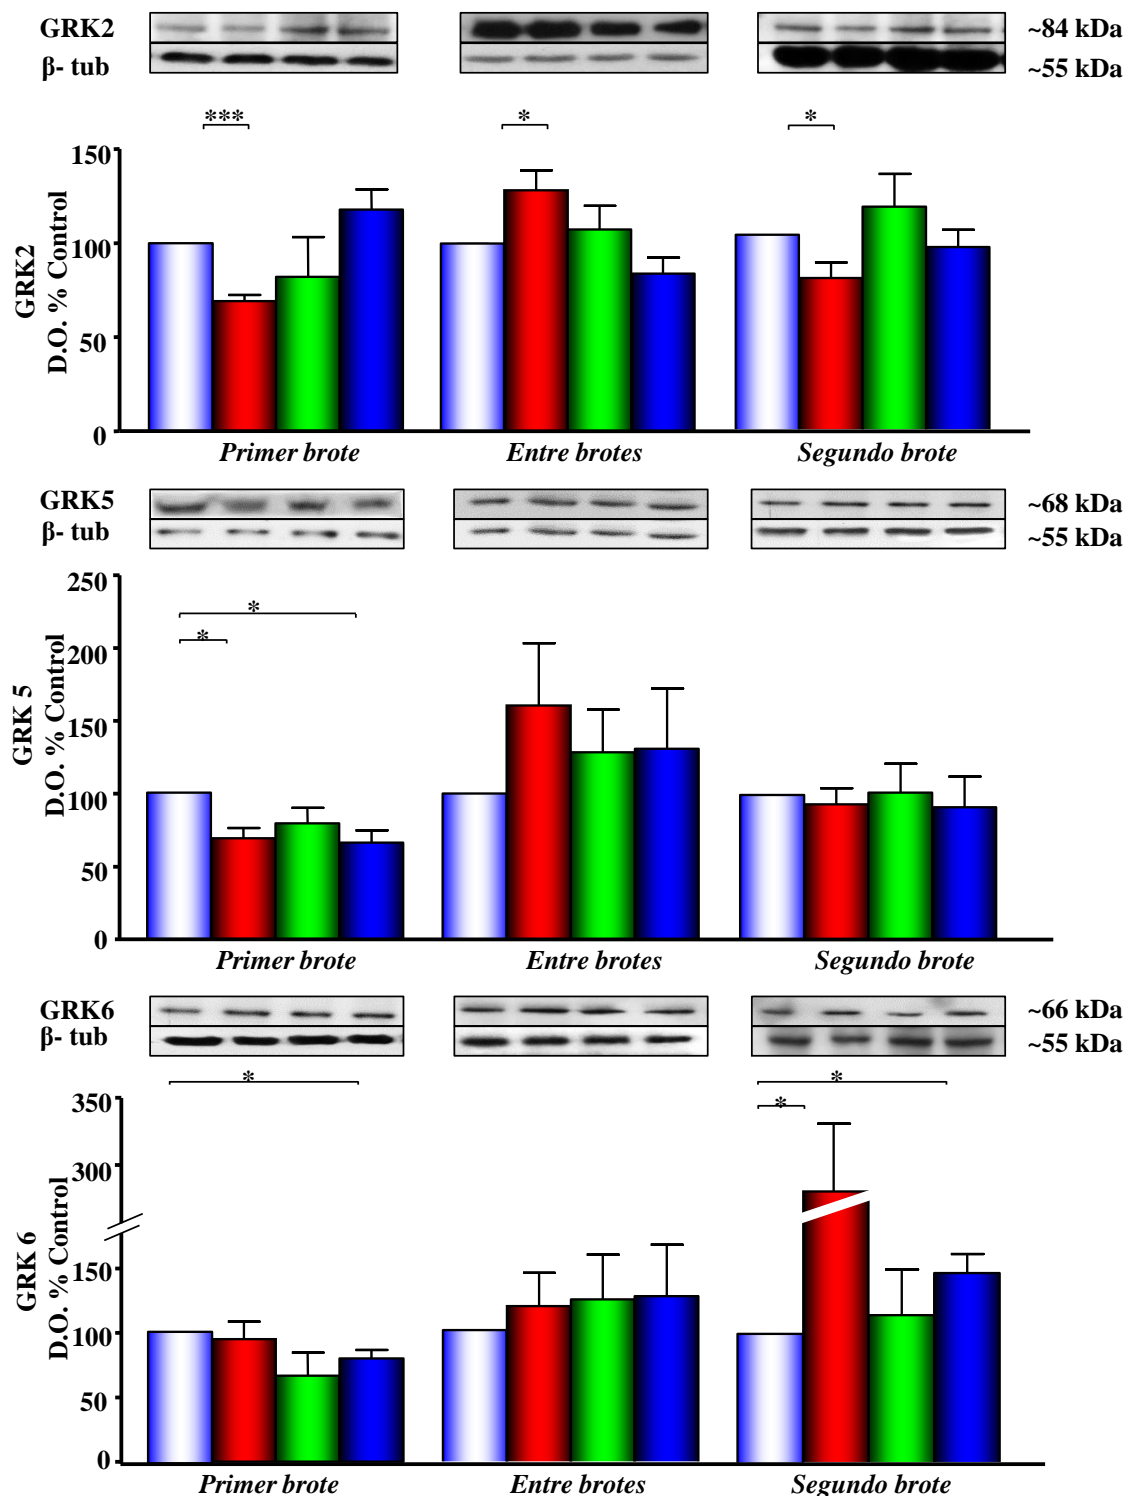 GRK2 ~84 kDa
β- tub ~55 kDa
*** * *
150
100
50
0
GRK2
D.O. % Control
Primer brote Entre brotes Segundo brote
GRK5 ~68 kDa
β- tub ~55 kDa
*
*
250
200
150
100
50
0
GRK 5
D.O. % Control
Primer brote Entre brotes Segundo brote
GRK6 ~66 kDa
β- tub ~55 kDa
* *
*
350
300
150
100
50
0
GRK 6
D.O. % Control
Primer brote Entre brotes Segundo brote